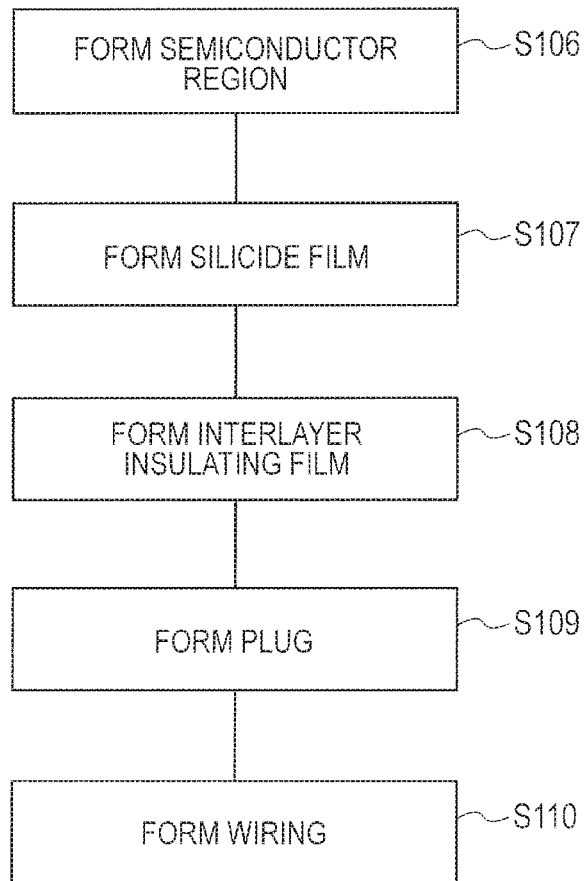 FORM SEMICONDUCTOR
REGION
S106
FORM SILICIDE FILM
S107
FORM INTERLAYER
INSULATING FILM
S108
FORM PLUG
S109
FORM WIRING
S110